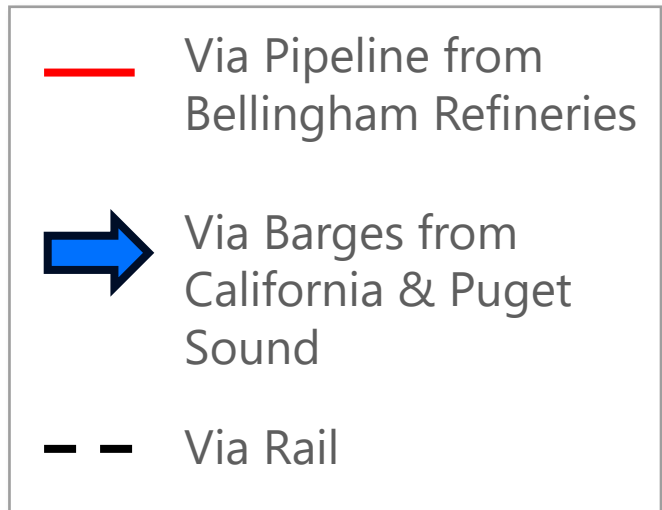 Via Pipeline from
Bellingham Refineries
Via Barges from
California & Puget
Sound
Via Rail